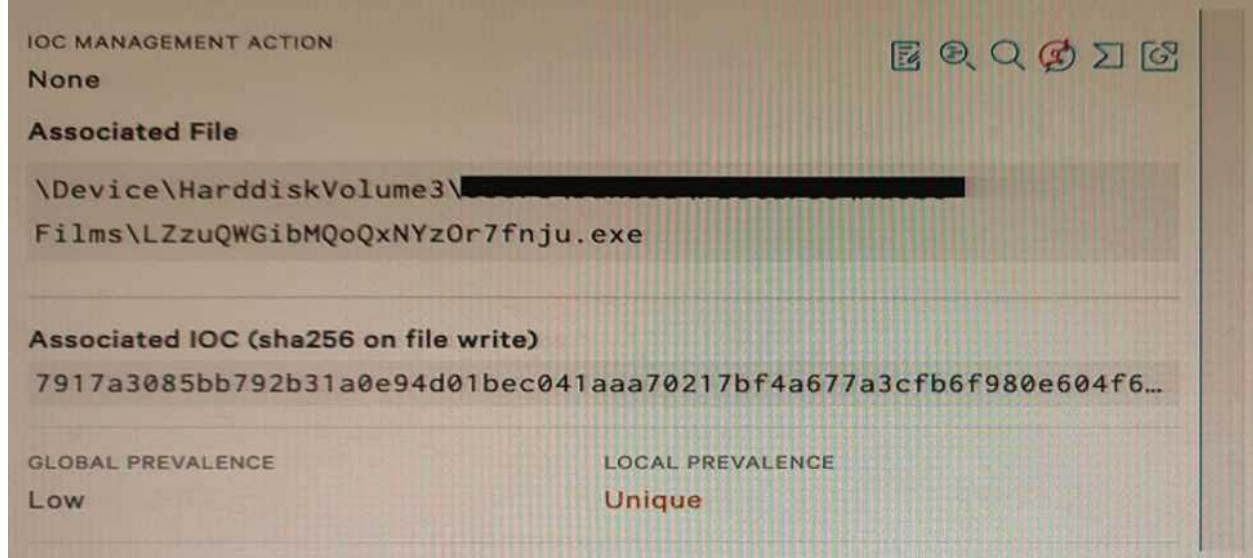 IOC MANAGEMENT ACTION
None
Associated File
\Device\HarddiskVolume3\
Films\LZzuQWGibMQoQxNYzOr7fnju.exe
Associated IOC (sha256 on file write)
7917a3085bb792b31a0e94d01bec041aaa70217bf4a677a3cfb6f980e604f6…
GLOBAL PREVALENCE
LOCAL PREVALENCE
Low
Unique